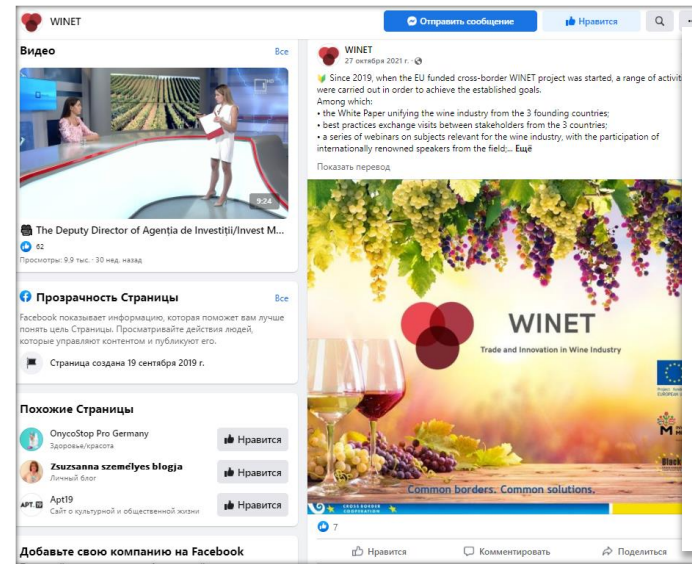 WINET
Отправить сообщение
Нравится
Видео
Все
9:24
The Deputy Director of Agenția de Investiții/Invest M...
62
Просмотры: 9,9 тыс. · 30 нед. назад
Прозрачность Страницы
Все
Facebook показывает информацию, которая поможет вам лучше
понять цель Страницы. Просматривайте действия людей,
которые управляют контентом и публикуют его.
Страница создана 19 сентября 2019 г.
Похожие Страницы
OnycoStop Pro Germany
Здоровье/красота
Нравится
Zsuzsanna személyes blogja
Личный блог
Нравится
APT.19
Apt19
Сайт о культурной и общественной жизни
Нравится
Добавьте свою компанию на Facebook
WINET
27 октября 2021 г. ·
Since 2019, when the EU funded cross-border WINET project was started, a range of activit
were carried out in order to achieve the established goals.
Among which:
• the White Paper unifying the wine industry from the 3 founding countries;
• best practices exchange visits between stakeholders from the 3 countries;
• a series of webinars on subjects relevant for the wine industry, with the participation of
internationally renowned speakers from the field;... Ещё
Показать перевод
WINET
Trade and Innovation in Wine Industry
Common borders. Common solutions.
CROSS BORDER
COOPERATION
7
Нравится
Комментировать
Поделиться